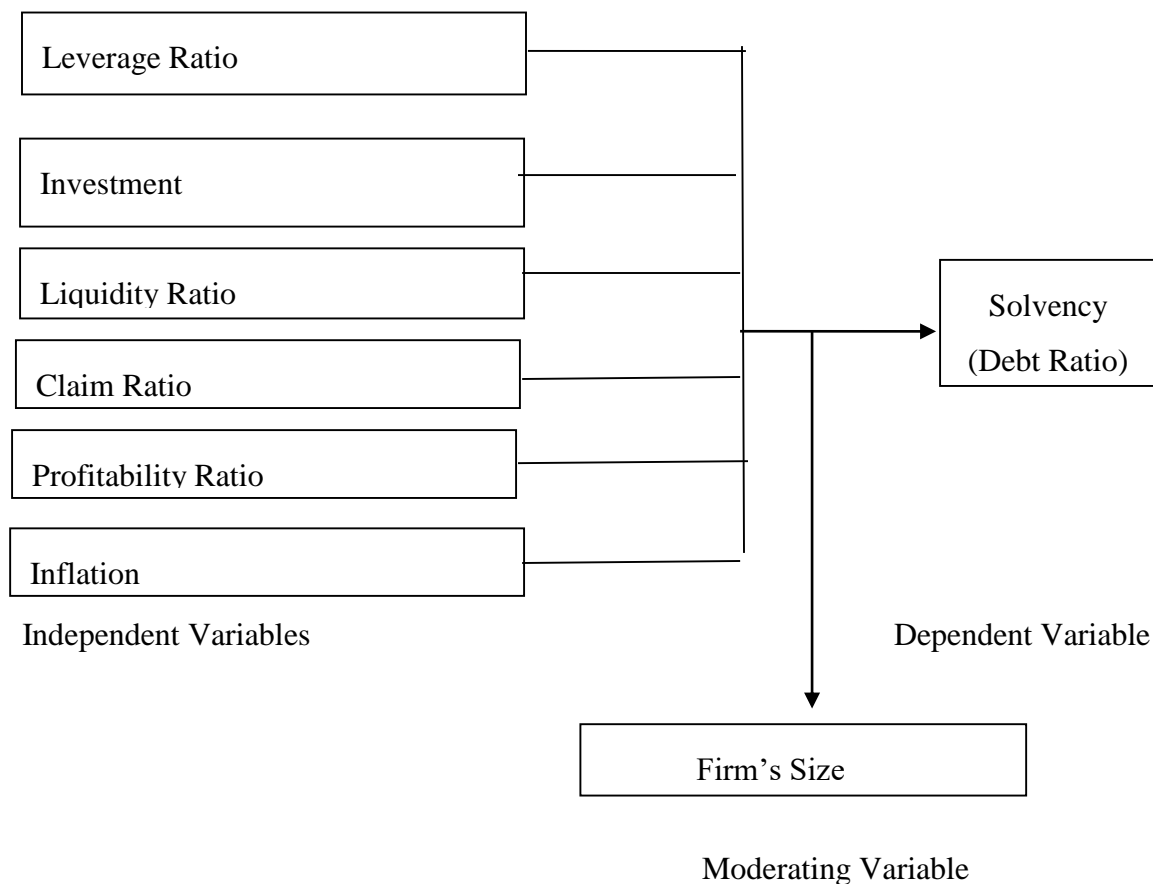 Leverage Ratio
Investment
Liquidity Ratio
Claim Ratio
Profitability Ratio
Inflation
Solvency
(Debt Ratio)
Independent Variables
Dependent Variable
Firm’s Size
Moderating Variable